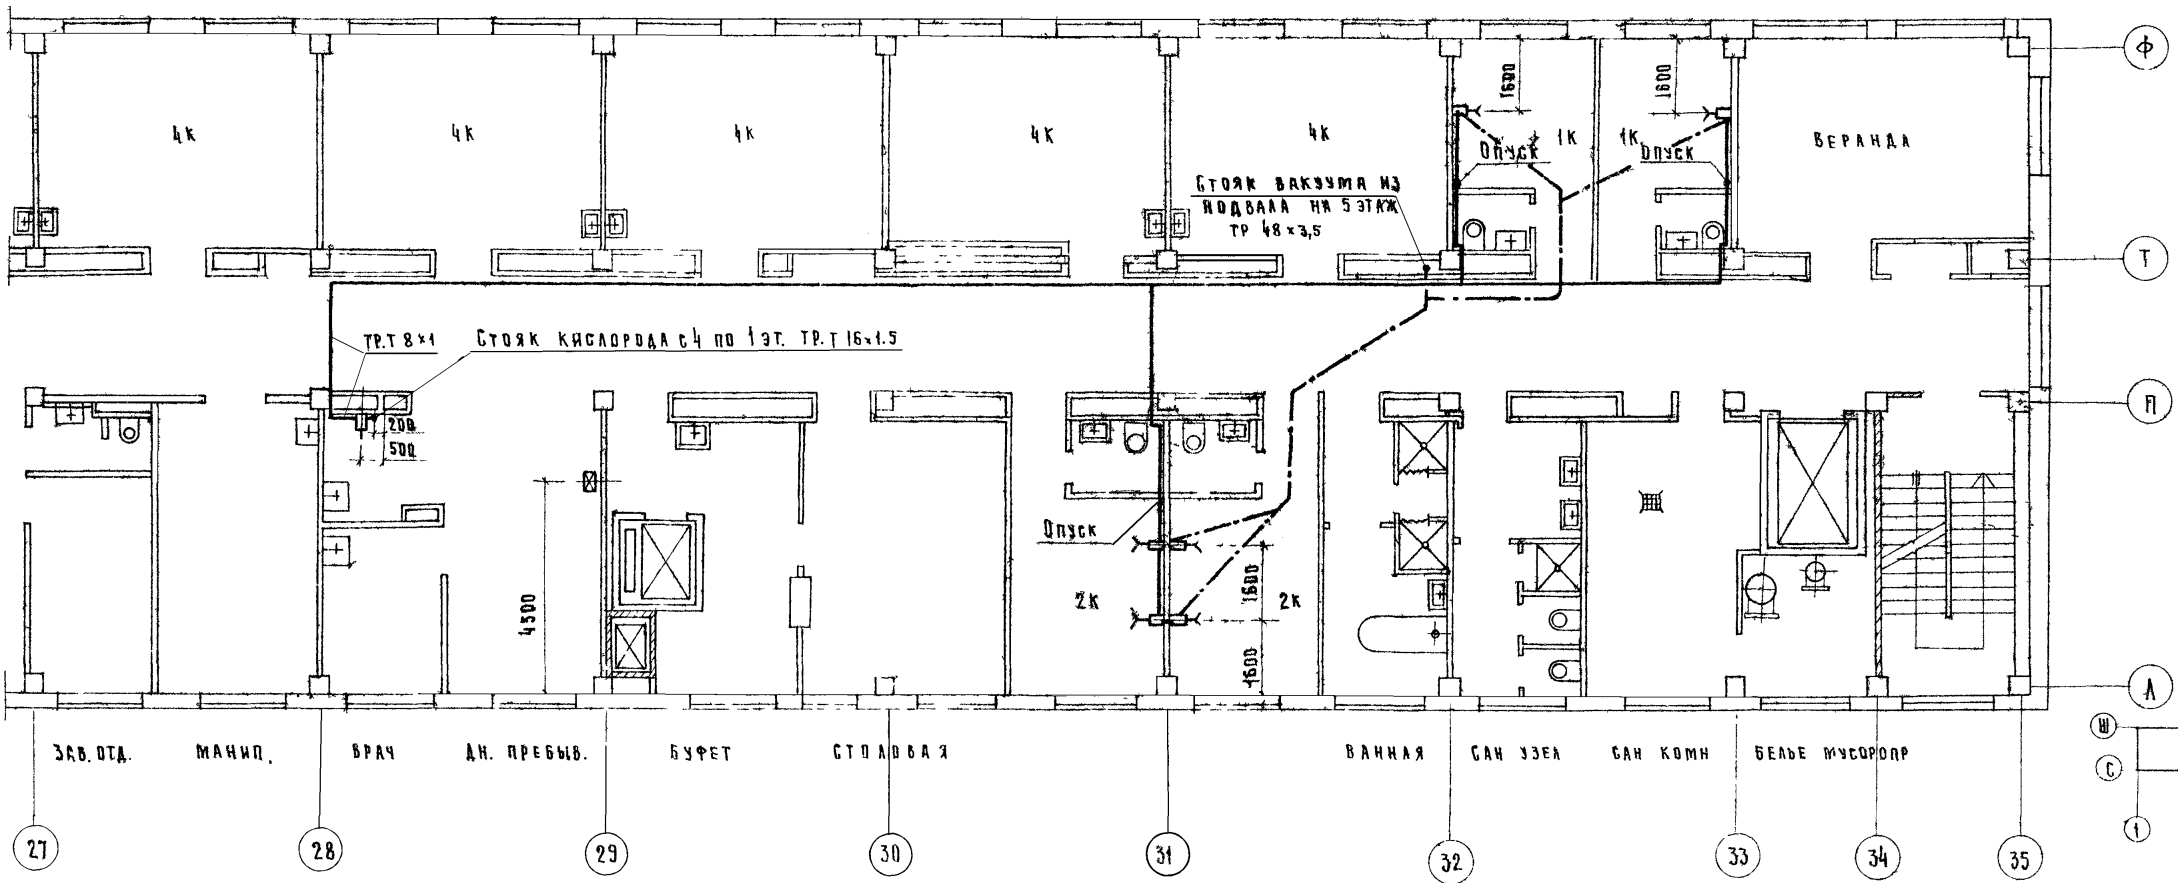 Ф
1600
1600
4К
4К
4К
4К
4К
1К
1К
ВЕРАНДА
ОПУСК
ОПУСК
СТОЯК ВАКУУМА ИЗ
ПОДВАЛА НА 5 ЭТАЖ
ТР 48×3,5
Т
ТР.Т 8×1
СТОЯК КИСЛОРОДА С 4 ПО 1 ЭТ. ТР.Т 16×1.5
П
200
500
ОПУСК
4500
1600
2К
2К
1600
Л
ЗАВ. ОТД.
МАНИП.
ВРАЧ
ДН. ПРЕБЫВ.
БУФЕТ
СТОЛОВАЯ
ВАННАЯ
САН УЗЕЛ
САН КОМН
БЕЛЬЕ
МУСОРОПР
Ш
С
1
27
28
29
30
31
32
33
34
35